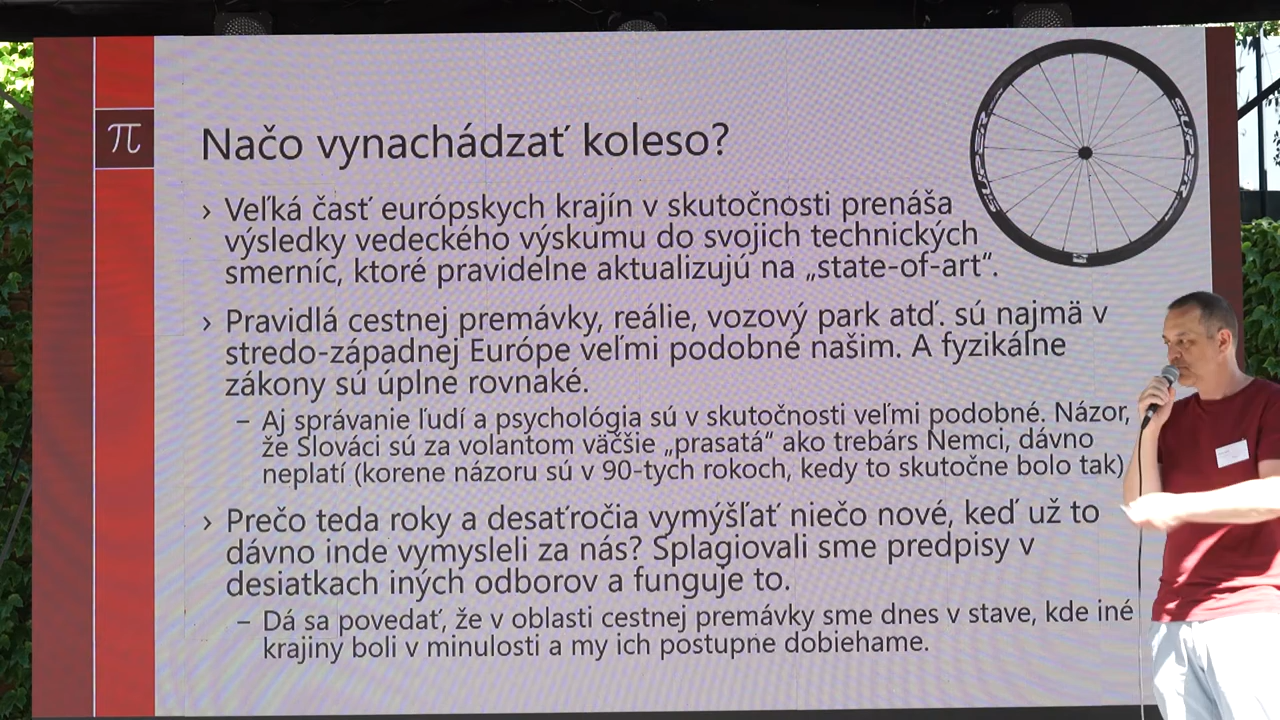 π
Načo vynachádzať koleso?
SUPER
SUPER
› Veľká časť európskych krajín v skutočnosti prenáša
výsledky vedeckého výskumu do svojich technických
smerníc, ktoré pravidelne aktualizujú na „state-of-art“.
› Pravidlá cestnej premávky, reálie, vozový park atď. sú najmä v
stredo-západnej Európe veľmi podobné našim. A fyzikálne
zákony sú úplne rovnaké.
– Aj správanie ľudí a psychológia sú v skutočnosti veľmi podobné. Názor,
že Slováci sú za volantom väčšie „prasatá“ ako trebárs Nemci, dávno
neplatí (korene názoru sú v 90-tych rokoch, kedy to skutočne bolo tak)
› Prečo teda roky a desaťročia vymýšľať niečo nové, keď už to
dávno inde vymysleli za nás? Splagiovali sme predpisy v
desiatkach iných odborov a funguje to.
– Dá sa povedať, že v oblasti cestnej premávky sme dnes v stave, kde iné
krajiny boli v minulosti a my ich postupne dobiehame.